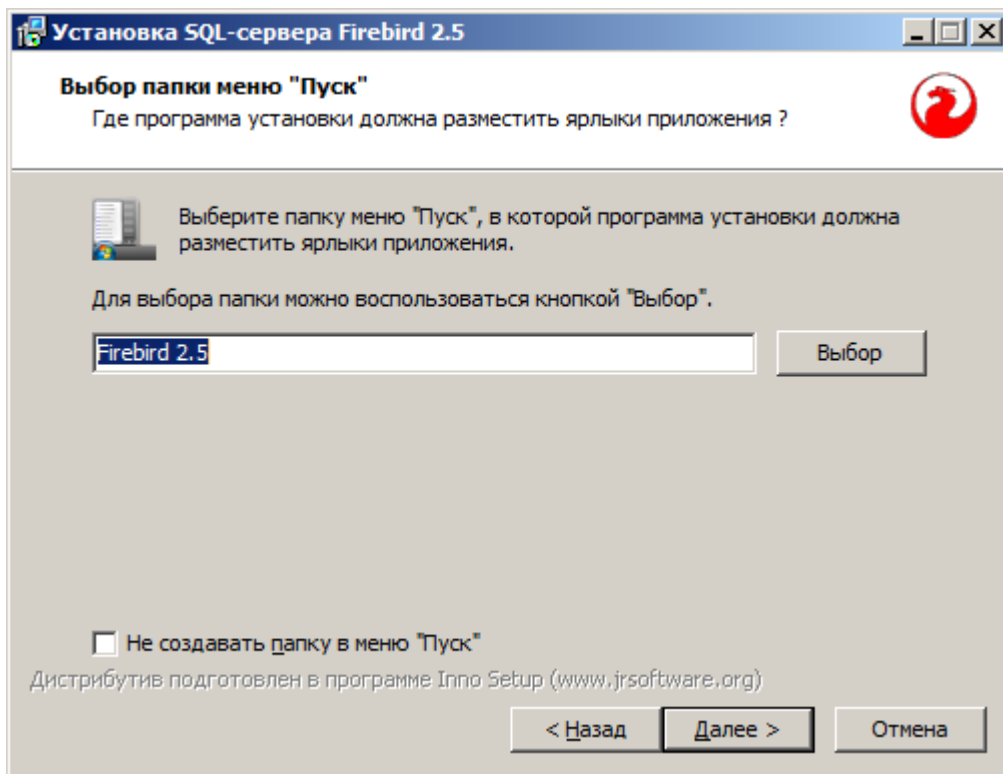 Установка SQL-сервера Firebird 2.5
Выбор папки меню "Пуск"
Где программа установки должна разместить ярлыки приложения ?
Выберите папку меню "Пуск", в которой программа установки должна
разместить ярлыки приложения.
Для выбора папки можно воспользоваться кнопкой "Выбор".
Firebird 2.5
Выбор
Не создавать папку в меню "Пуск"
Дистрибутив подготовлен в программе Inno Setup (www.jrsoftware.org)
< Назад
Далее >
Отмена